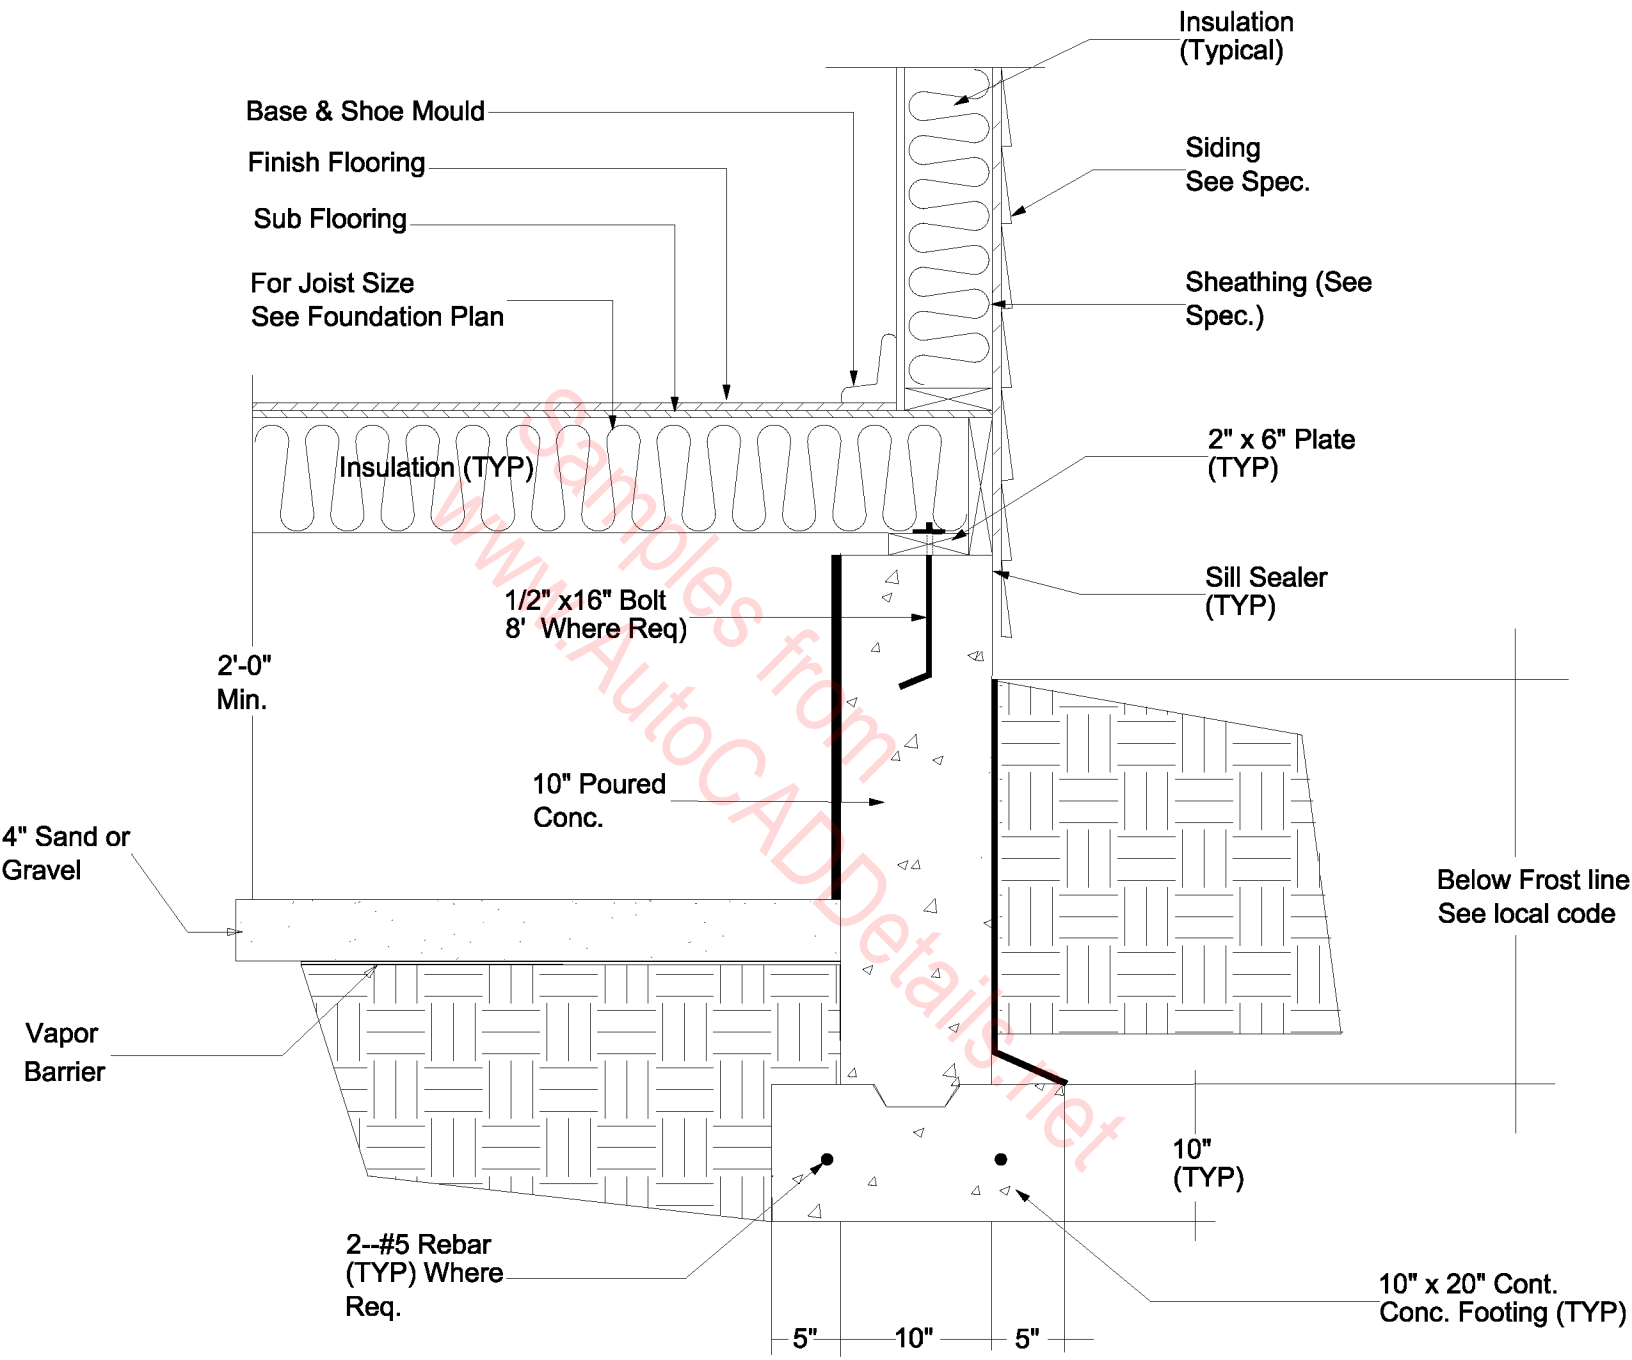 Insulation
(Typical)
Base & Shoe Mould
Finish Flooring
Sub Flooring
For Joist Size
See Foundation Plan
Siding
See Spec.
Sheathing (See
Spec.)
Insulation (TYP)
2" x 6" Plate
(TYP)
Sill Sealer
(TYP)
1/2" x16" Bolt
8' Where Req)
2'-0"
Min.
10" Poured
Conc.
4" Sand or
Gravel
Below Frost line
See local code
Vapor
Barrier
10"
(TYP)
2--#5 Rebar
(TYP) Where
Req.
10" x 20" Cont.
Conc. Footing (TYP)
5"
10"
5"
Samples from
www.AutoCADDetails.net